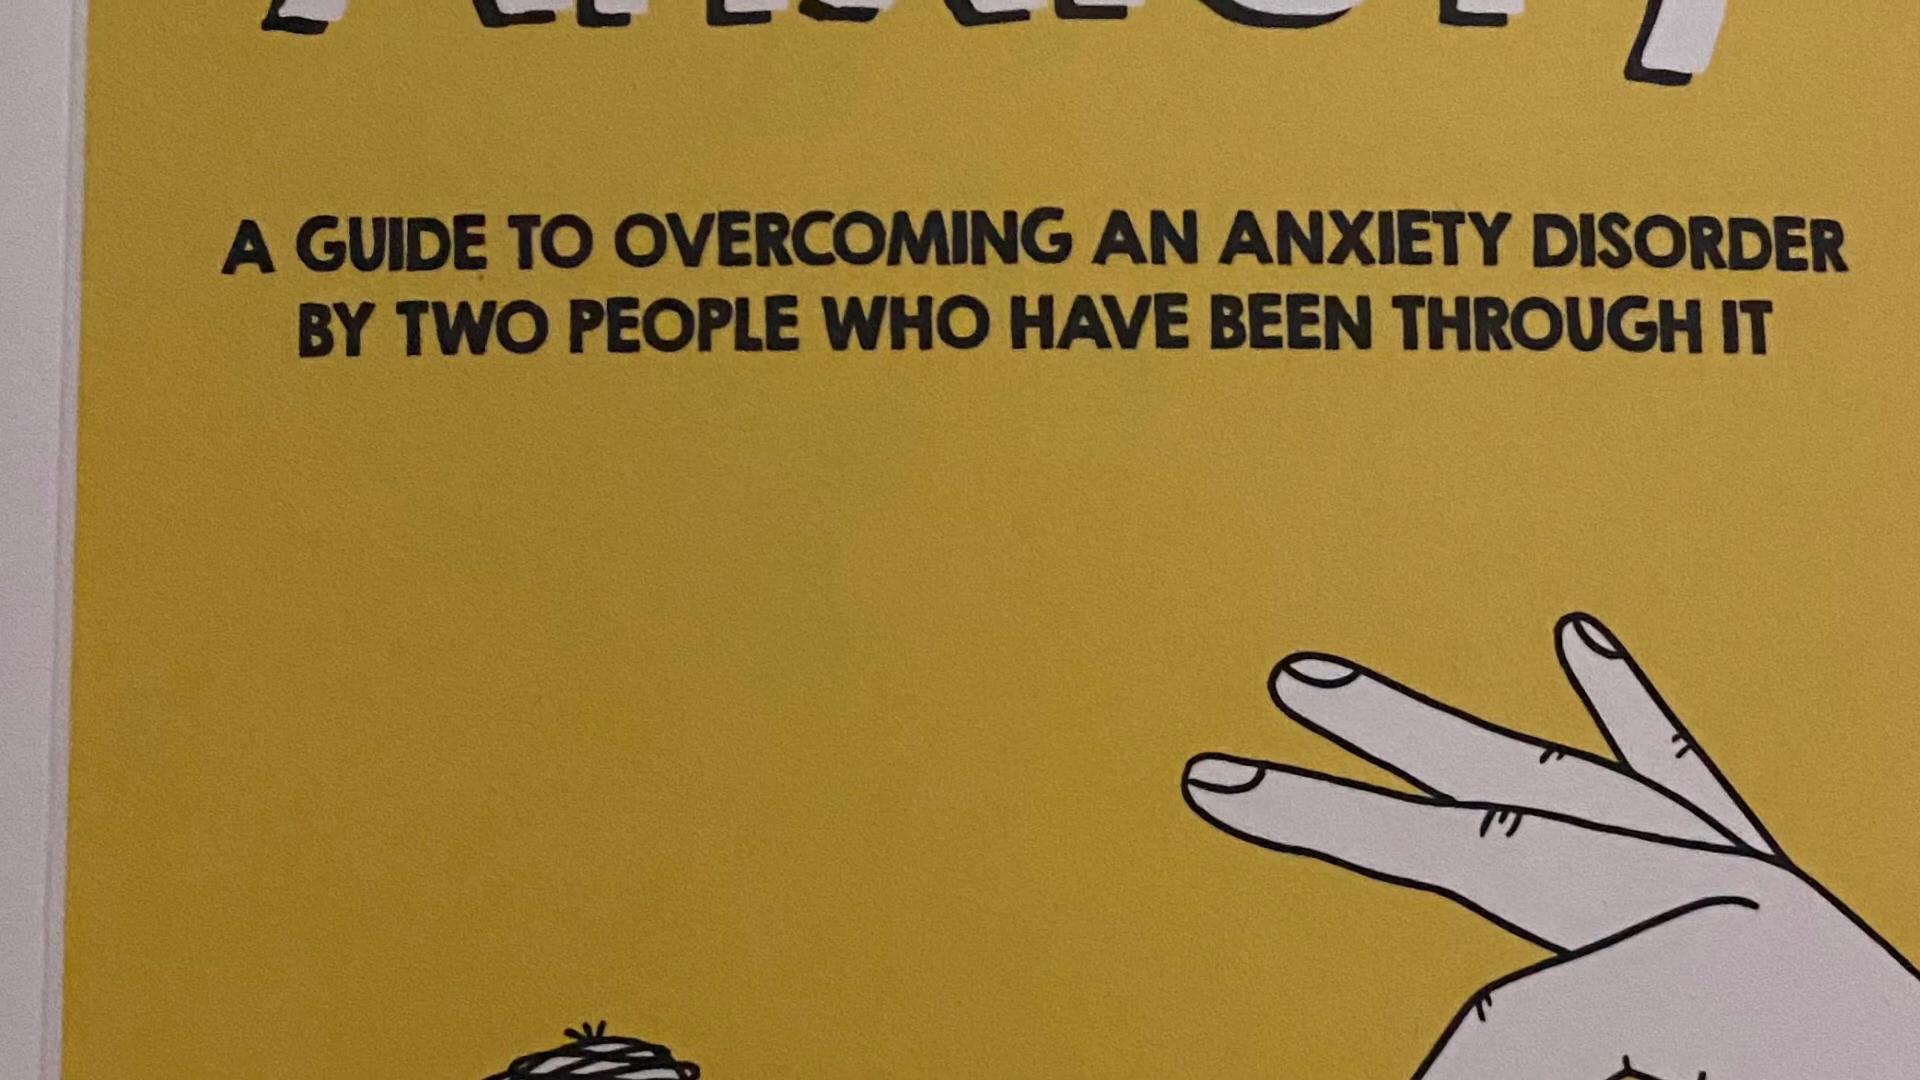 A GUIDE TO OVERCOMING AN ANXIETY DISORDER
BY TWO PEOPLE WHO HAVE BEEN THROUGH IT